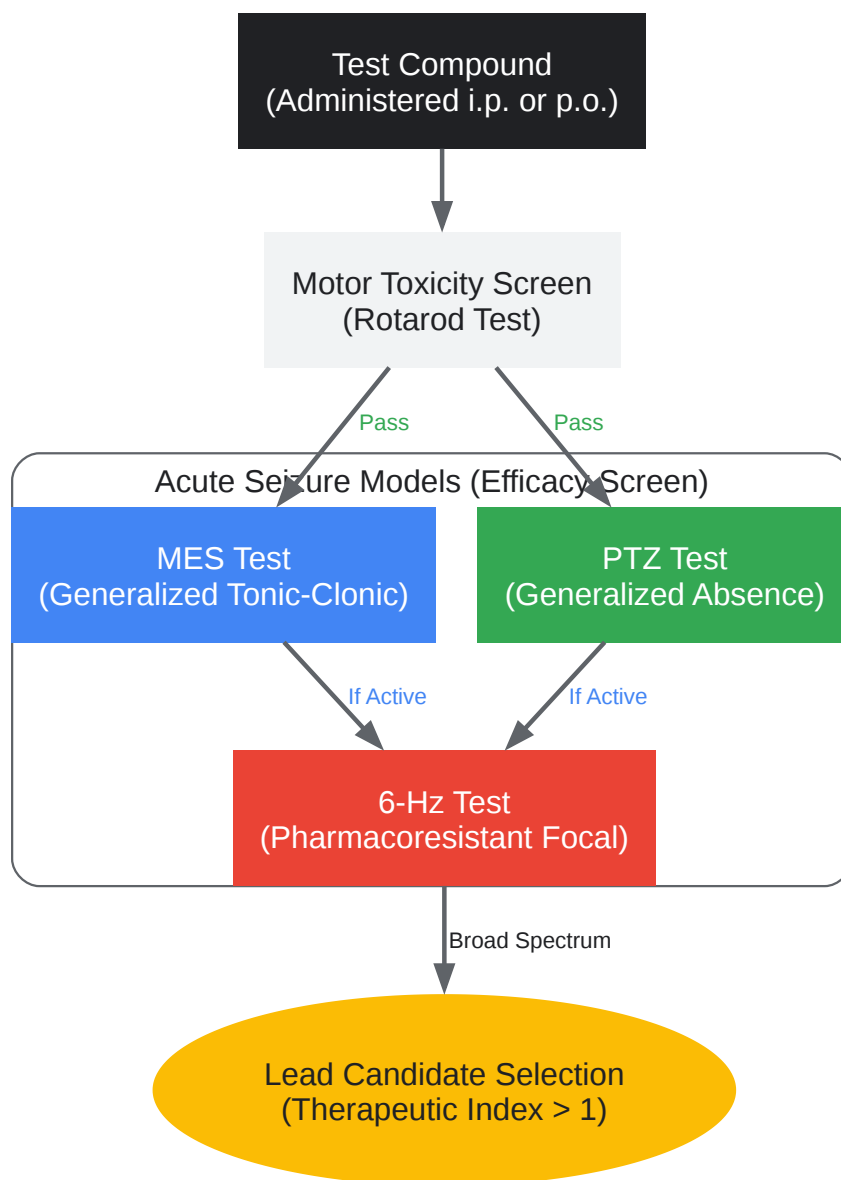 Test Compound
(Administered i.p. or p.o.)
Motor Toxicity Screen
(Rotarod Test)
Pass
Pass
Acute Seizure Models (Efficacy Screen)
MES Test
(Generalized Tonic-Clonic)
PTZ Test
(Generalized Absence)
If Active
If Active
6-Hz Test
(Pharmacoresistant Focal)
Broad Spectrum
Lead Candidate Selection
(Therapeutic Index > 1)